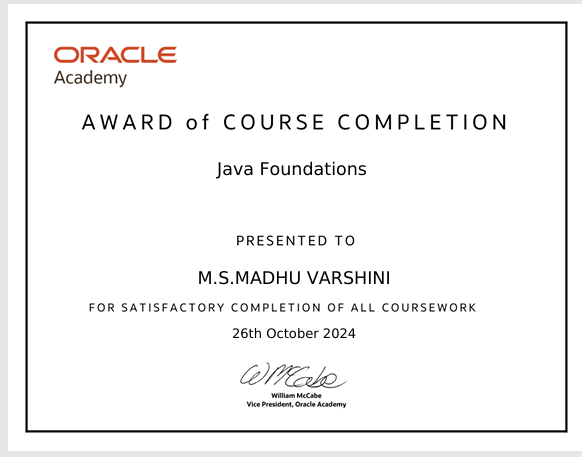 ORACLE
Academy
AWARD of COURSE COMPLETION
Java Foundations
PRESENTED TO
M.S.MADHU VARSHINI
FOR SATISFACTORY COMPLETION OF ALL COURSEWORK
26th October 2024
WMcCabe
William McCabe
Vice President, Oracle Academy